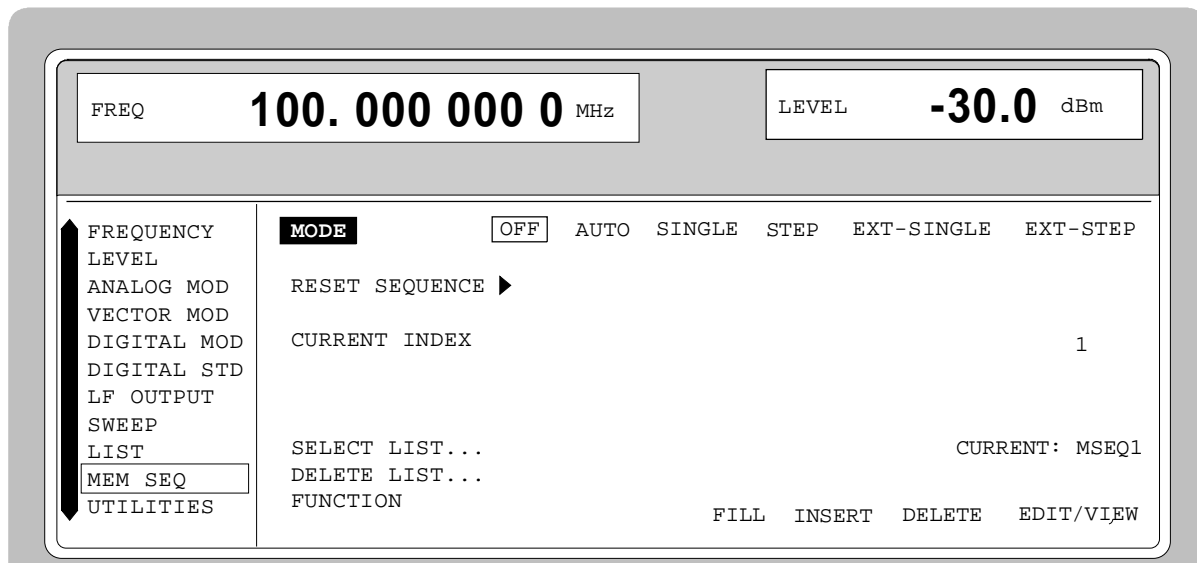 FREQ 100. 000 000 0 MHz LEVEL -30.0 dBm
FREQUENCY MODE OFF AUTO SINGLE STEP EXT-SINGLE EXT-STEP
LEVEL
ANALOG MOD RESET SEQUENCE
VECTOR MOD
DIGITAL MOD CURRENT INDEX 1
DIGITAL STD
LF OUTPUT
SWEEP
LIST SELECT LIST... CURRENT: MSEQ1
MEM SEQ DELETE LIST...
UTILITIES FUNCTION FILL INSERT DELETE EDIT/VIEW